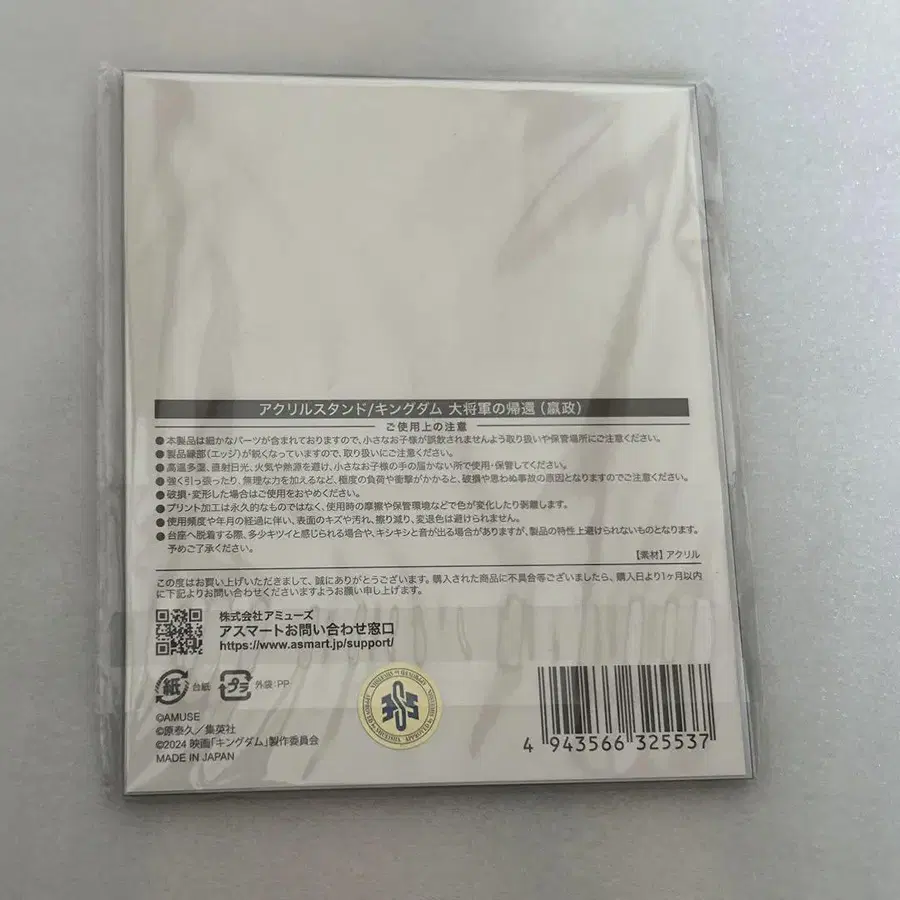 アクリルスタンド/キングダム 大将軍の帰還（嬴政）
ご使用上の注意
●本製品は細かなパーツが含まれておりますので、小さなお子様が誤飲されませんよう取り扱いや保管場所にご注意ください。
●製品縁部（エッジ）が鋭くなっていますので、取り扱いにご注意ください。
●高温多湿、直射日光、火気や熱源を避け、小さなお子様の手の届かない所で使用・保管してください。
●強く引っ張ったり、無理な力を加えるなど、極度の負荷や衝撃がかかると、破損や思わぬ事故の原因となりますのでご注意ください。
●破損・変形した場合はご使用をおやめください。
●プリント加工は永久的なものではなく、使用時の摩擦や保管環境などで色が変化したり剥離します。
●使用頻度や年月の経過に伴い、表面のキズや汚れ、擦り減り、変退色は避けられません。
●台座へ脱着する際、多少キツイと感じられる場合や、キシキシと音が出る場合がありますが、製品の特性上避けられないものとなります。
予めご了承ください。
【素材】アクリル
この度はお買い上げいただきまして、誠にありがとうございます。購入された商品に不具合等ございましたら、購入日より1ヶ月以内
に下記よりお問い合わせくださいますようお願い申し上げます。
株式会社アミューズ
アスマートお問い合わせ窓口
https://www.asmart.jp/support/
紙 台紙 プラ 外袋:PP
©AMUSE
©原泰久／集英社
©2024 映画「キングダム」製作委員会
MADE IN JAPAN
4 943566 325537